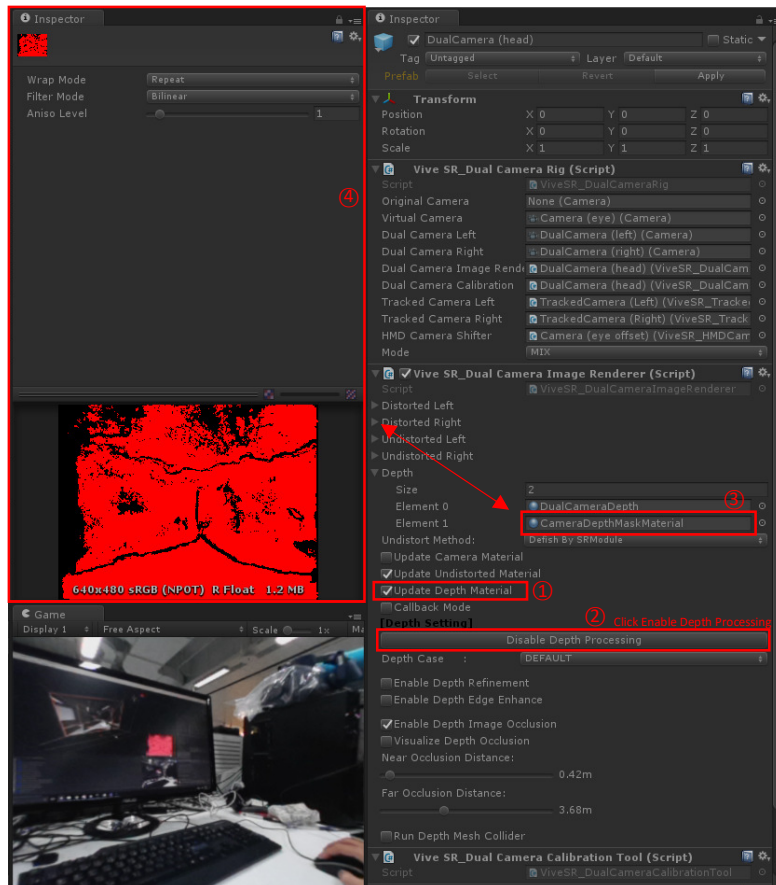 Inspector
Wrap Mode Repeat
Filter Mode Bilinear
Aniso Level 1
④
640x480 sRGB (NPOT) R Float 1.2 MB
Game
Display 1 Free Aspect Scale 1x Ma
Inspector
DualCamera (head) Static
Tag Untagged Layer Default
Prefab Select Revert Apply
Transform
Position X 0 Y 0 Z 0
Rotation X 0 Y 0 Z 0
Scale X 1 Y 1 Z 1
Vive SR_Dual Camera Rig (Script)
Script ViveSR_DualCameraRig
Original Camera None (Camera)
Virtual Camera Camera (eye) (Camera)
Dual Camera Left DualCamera (left) (Camera)
Dual Camera Right DualCamera (right) (Camera)
Dual Camera Image Rende DualCamera (head) (ViveSR_DualCam
Dual Camera Calibration DualCamera (head) (ViveSR_DualCam
Tracked Camera Left TrackedCamera (Left) (ViveSR_Tracke
Tracked Camera Right TrackedCamera (Right) (ViveSR_Track
HMD Camera Shifter Camera (eye offset) (ViveSR_HMDCam
Mode MIX
Vive SR_Dual Camera Image Renderer (Script)
Script ViveSR_DualCameraImageRenderer
Distorted Left
Distorted Right
Undistorted Left
Undistorted Right
Depth
Size 2
③
Element 0 DualCameraDepth
Element 1 CameraDepthMaskMaterial
Undistort Method: Defish By SRModule
Update Camera Material
Update Undistorted Material
Update Depth Material ①
Callback Mode
[Depth Setting] ② Click Enable Depth Processing
Disable Depth Processing
Depth Case : DEFAULT
Enable Depth Refinement
Enable Depth Edge Enhance
Enable Depth Image Occlusion
Visualize Depth Occlusion
Near Occlusion Distance:
0.42m
Far Occlusion Distance:
3.68m
Run Depth Mesh Collider
Vive SR_Dual Camera Calibration Tool (Script)
Script ViveSR_DualCameraCalibrationTool